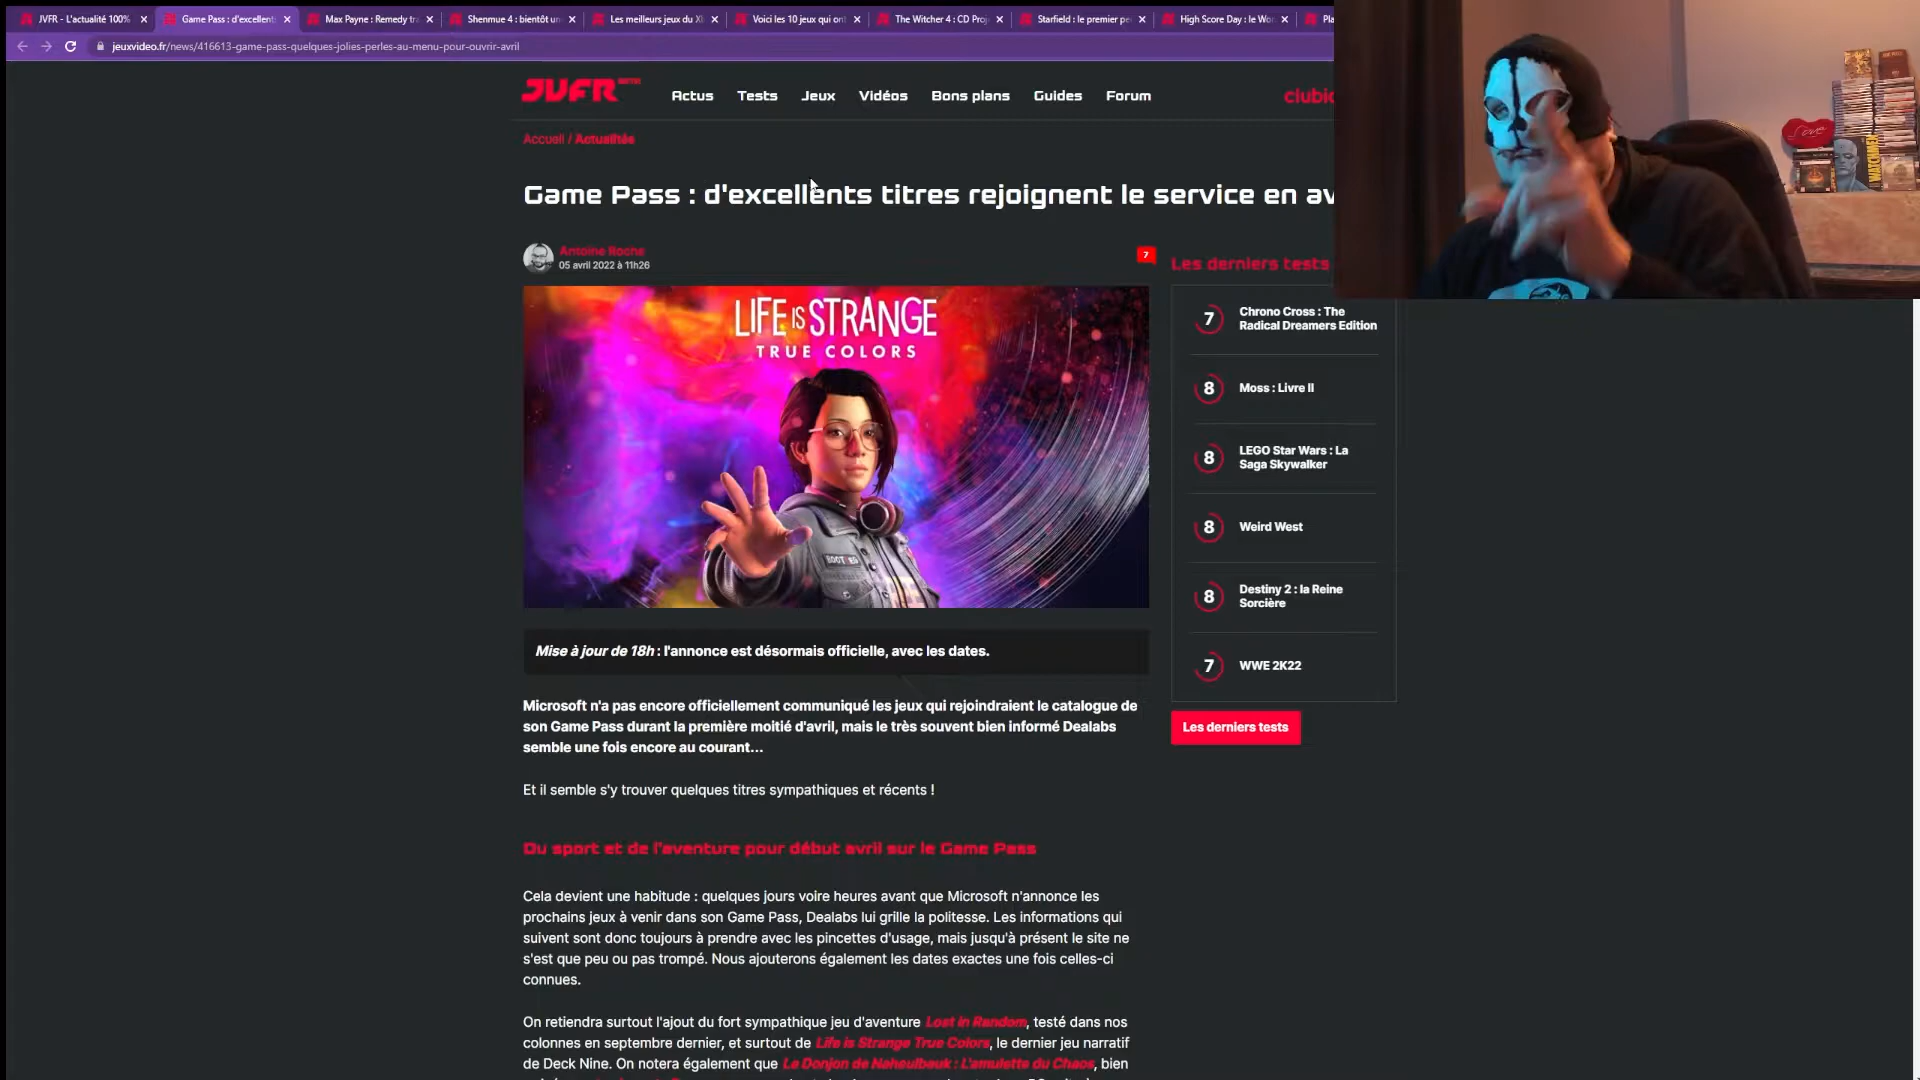 JVFR - L'actualité 100%
Game Pass : d'excellent
Max Payne : Remedy tra
Shenmue 4 : bientôt un
Les meilleurs jeux du Xb
Voici les 10 jeux qui ont
The Witcher 4 : CD Proj
Starfield : le premier pe
High Score Day : le Wor
Pla
jeuxvideo.fr/news/416613-game-pass-quelques-jolies-perles-au-menu-pour-ouvrir-avril
JVFR
Actus Tests Jeux Vidéos Bons plans Guides Forum
clubic
Accueil / Actualités
Game Pass : d'excellents titres rejoignent le service en av
Antoine Roche
05 avril 2022 à 11h26
7
LIFE IS STRANGE
TRUE COLORS
Mise à jour de 18h : l'annonce est désormais officielle, avec les dates.
Microsoft n'a pas encore officiellement communiqué les jeux qui rejoindraient le catalogue de
son Game Pass durant la première moitié d'avril, mais le très souvent bien informé Dealabs
semble une fois encore au courant...
Et il semble s'y trouver quelques titres sympathiques et récents !
Du sport et de l'aventure pour début avril sur le Game Pass
Cela devient une habitude : quelques jours voire heures avant que Microsoft n'annonce les
prochains jeux à venir dans son Game Pass, Dealabs lui grille la politesse. Les informations qui
suivent sont donc toujours à prendre avec les pincettes d'usage, mais jusqu'à présent le site ne
s'est que peu ou pas trompé. Nous ajouterons également les dates exactes une fois celles-ci
connues.
On retiendra surtout l'ajout du fort sympathique jeu d'aventure Lost in Random, testé dans nos
colonnes en septembre dernier, et surtout de Life is Strange True Colors, le dernier jeu narratif
de Deck Nine. On notera également que Le Donjon de Naheulbeuk : L'amulette du Chaos, bien
Les derniers tests
7 Chrono Cross : The
Radical Dreamers Edition
8 Moss : Livre II
8 LEGO Star Wars : La
Saga Skywalker
8 Weird West
8 Destiny 2 : la Reine
Sorcière
7 WWE 2K22
Les derniers tests
Love
WATCHMEN